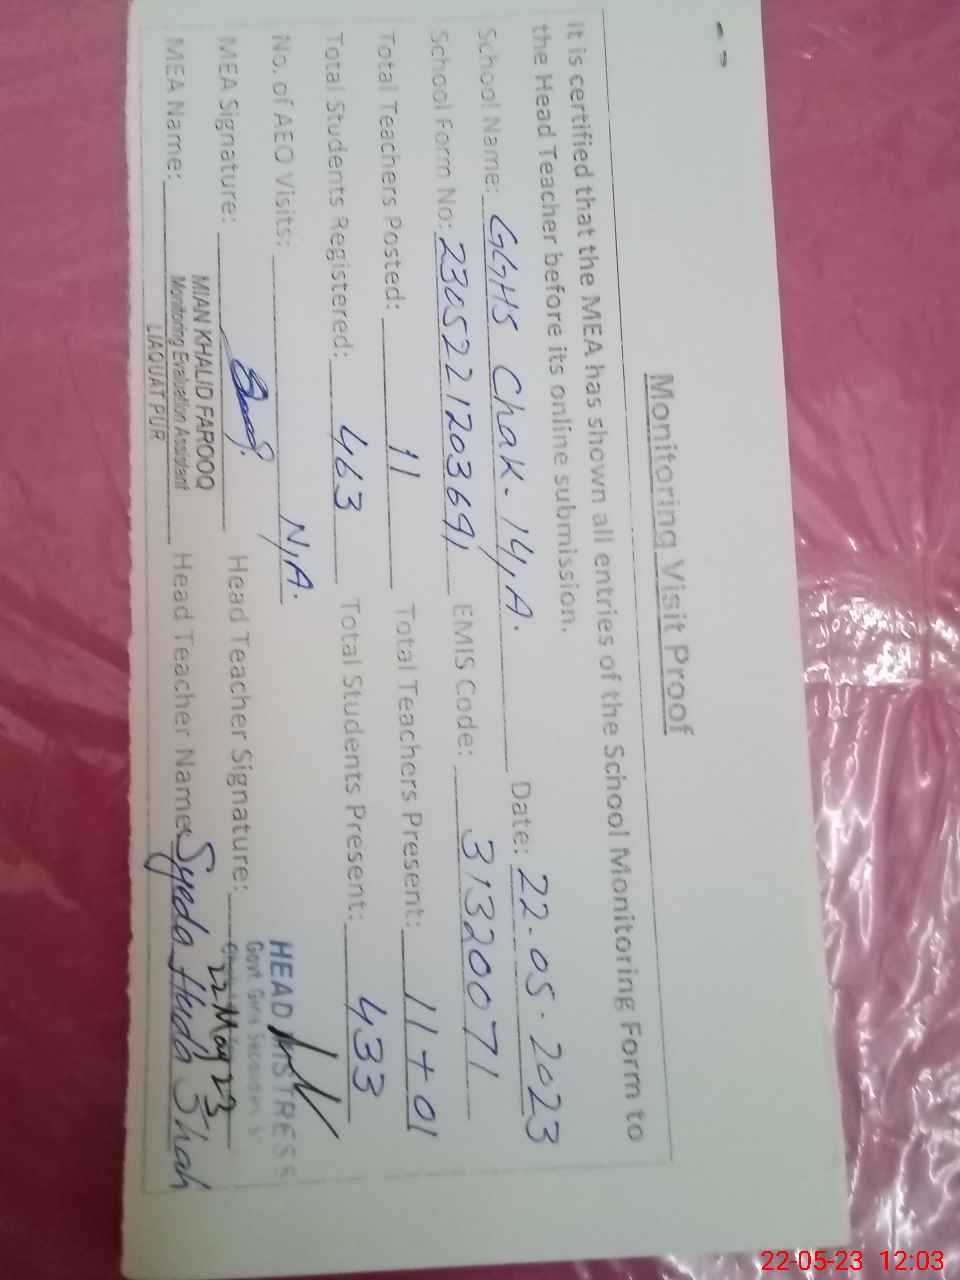 Monitoring Visit Proof
It is certified that the MEA has shown all entries of the School Monitoring Form to
the Head Teacher before its online submission.
School Name: GGHS Chak. 14/A. Date: 22.05.2023
School Form No: 2305221203691 EMIS Code: 31320071
Total Teachers Posted: 11 Total Teachers Present: 11+01
Total Students Registered: 463 Total Students Present: 433
No. of AEO Visits: N/A.
MEA Signature: Head Teacher Signature:
HEAD MISTRESS
Govt. Girls Secondary
22 May 23
MIAN KHALID FAROOQ
MEA Name: Monitoring Evaluation Assistant Head Teacher Name: Syeda Huda Shah
LIAQUATPUR
22-05-23 12:03